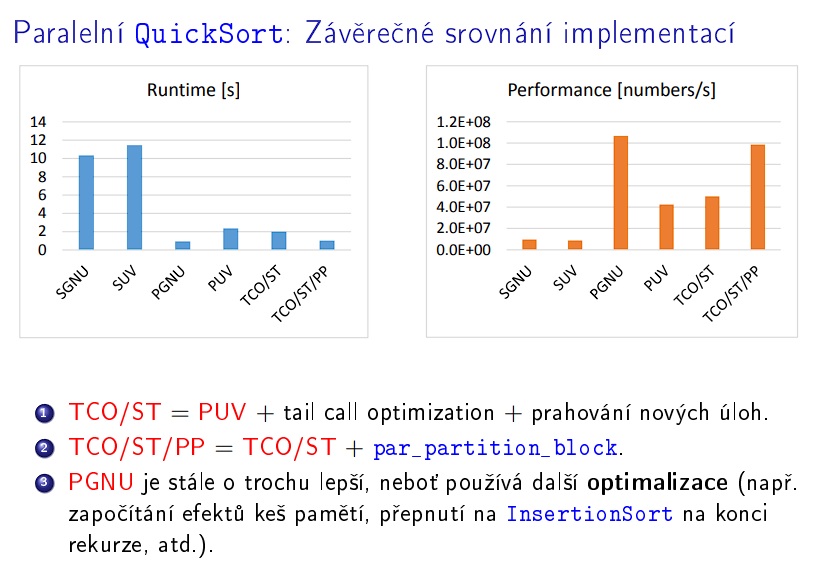 Paralelní QuickSort: Závěrečné srovnání implementací
Runtime [s]
14
12
10
8
6
4
2
0
SGNU
SUV
PGNU
PUV
TCO/ST
TCO/ST/PP
Performance [numbers/s]
1.2E+08
1.0E+08
8.0E+07
6.0E+07
4.0E+07
2.0E+07
0.0E+00
SGNU
SUV
PGNU
PUV
TCO/ST
TCO/ST/PP
1 TCO/ST = PUV + tail call optimization + prahování nových úloh.
2 TCO/ST/PP = TCO/ST + par_partition_block.
3 PGNU je stále o trochu lepší, neboť používá další optimalizace (např.
započítání efektů keš pamětí, přepnutí na InsertionSort na konci
rekurze, atd.).